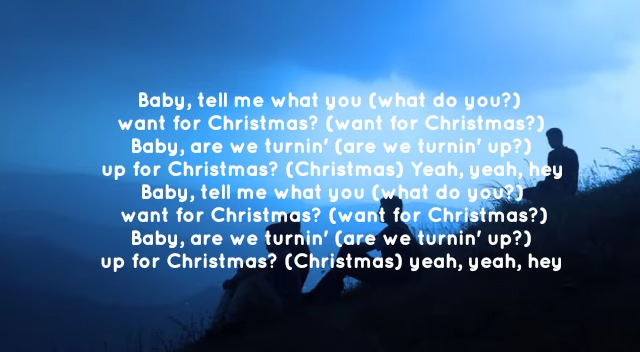 Baby, tell me what you (what do you?)
want for Christmas? (want for Christmas?)
Baby, are we turnin' (are we turnin' up?)
up for Christmas? (Christmas) Yeah, yeah, hey
Baby, tell me what you (what do you?)
want for Christmas? (want for Christmas?)
Baby, are we turnin' (are we turnin' up?)
up for Christmas? (Christmas) yeah, yeah, hey